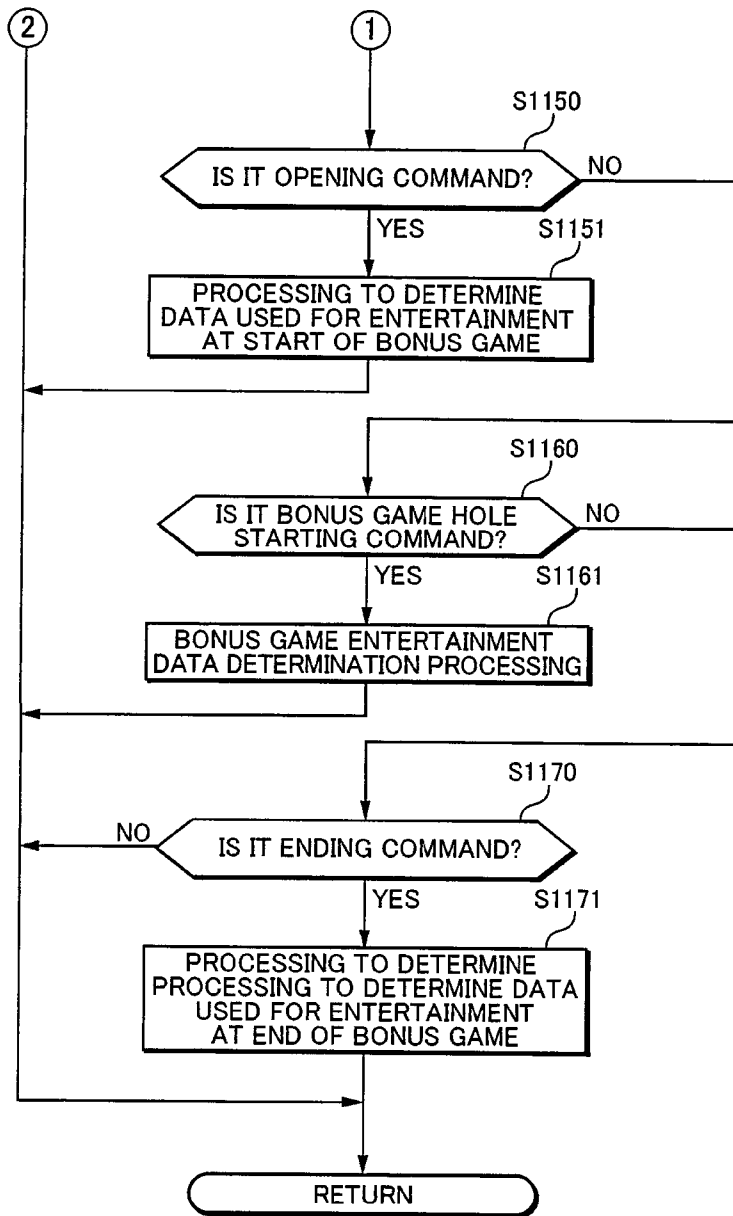 2
1
S1150
IS IT OPENING COMMAND?
NO
YES
S1151
PROCESSING TO DETERMINE
DATA USED FOR ENTERTAINMENT
AT START OF BONUS GAME
S1160
IS IT BONUS GAME HOLE
STARTING COMMAND?
NO
YES
S1161
BONUS GAME ENTERTAINMENT
DATA DETERMINATION PROCESSING
S1170
NO
IS IT ENDING COMMAND?
YES
S1171
PROCESSING TO DETERMINE
PROCESSING TO DETERMINE DATA
USED FOR ENTERTAINMENT
AT END OF BONUS GAME
RETURN